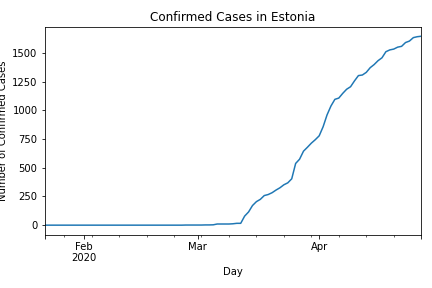 Confirmed Cases in Estonia
Number of Confirmed Cases
1500
1250
1000
750
500
250
0
Feb
2020
Mar
Apr
Day